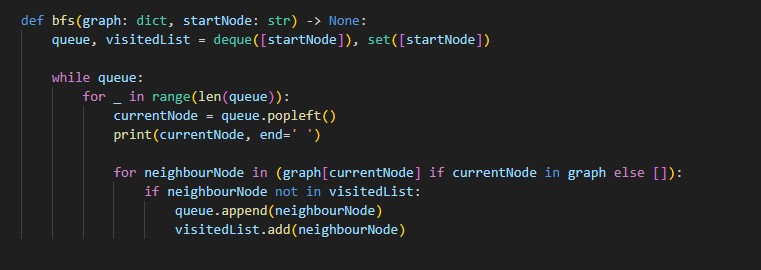 def bfs(graph: dict, startNode: str) -> None:
    queue, visitedList = deque([startNode]), set([startNode])

    while queue:
        for _ in range(len(queue)):
            currentNode = queue.popleft()
            print(currentNode, end=' ')

            for neighbourNode in (graph[currentNode] if currentNode in graph else []):
                if neighbourNode not in visitedList:
                    queue.append(neighbourNode)
                    visitedList.add(neighbourNode)